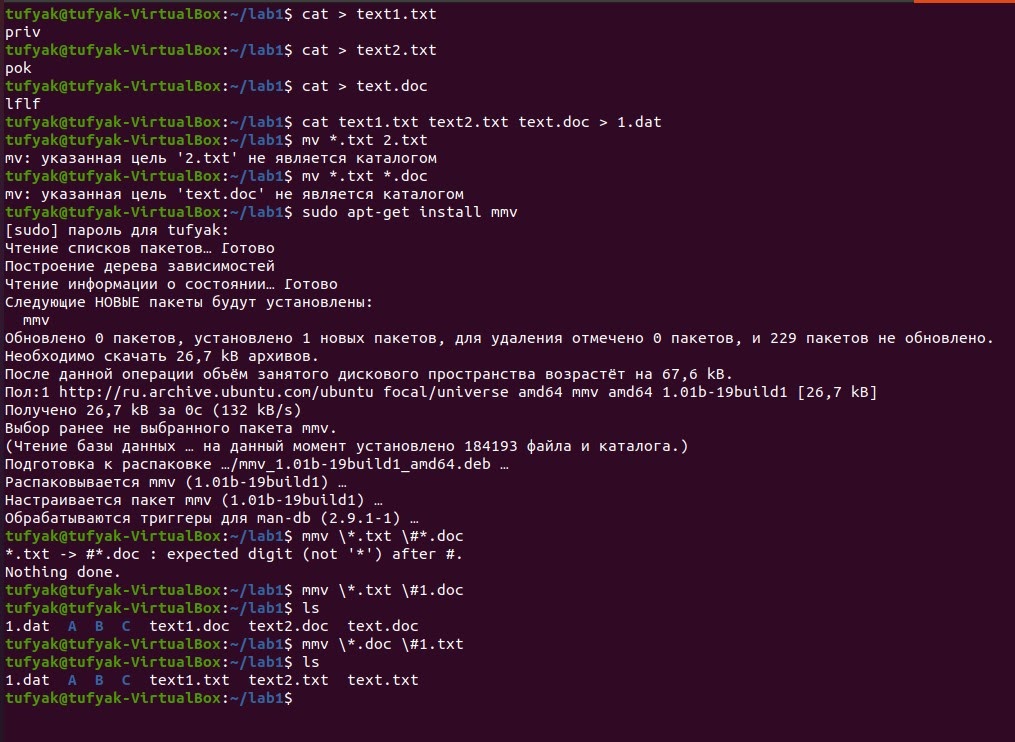 tufyak@tufyak-VirtualBox:~/lab1$ cat > text1.txt
priv
tufyak@tufyak-VirtualBox:~/lab1$ cat > text2.txt
pok
tufyak@tufyak-VirtualBox:~/lab1$ cat > text.doc
lflf
tufyak@tufyak-VirtualBox:~/lab1$ cat text1.txt text2.txt text.doc > 1.dat
tufyak@tufyak-VirtualBox:~/lab1$ mv *.txt 2.txt
mv: указанная цель '2.txt' не является каталогом
tufyak@tufyak-VirtualBox:~/lab1$ mv *.txt *.doc
mv: указанная цель 'text.doc' не является каталогом
tufyak@tufyak-VirtualBox:~/lab1$ sudo apt-get install mmv
[sudo] пароль для tufyak:
Чтение списков пакетов… Готово
Построение дерева зависимостей
Чтение информации о состоянии… Готово
Следующие НОВЫЕ пакеты будут установлены:
  mmv
Обновлено 0 пакетов, установлено 1 новых пакетов, для удаления отмечено 0 пакетов, и 229 пакетов не обновлено.
Необходимо скачать 26,7 kB архивов.
После данной операции объём занятого дискового пространства возрастёт на 67,6 kB.
Пол:1 http://ru.archive.ubuntu.com/ubuntu focal/universe amd64 mmv amd64 1.01b-19build1 [26,7 kB]
Получено 26,7 kB за 0с (132 kB/s)
Выбор ранее не выбранного пакета mmv.
(Чтение базы данных … на данный момент установлено 184193 файла и каталога.)
Подготовка к распаковке …/mmv_1.01b-19build1_amd64.deb …
Распаковывается mmv (1.01b-19build1) …
Настраивается пакет mmv (1.01b-19build1) …
Обрабатываются триггеры для man-db (2.9.1-1) …
tufyak@tufyak-VirtualBox:~/lab1$ mmv \*.txt \#*.doc
*.txt -> #*.doc : expected digit (not '*') after #.
Nothing done.
tufyak@tufyak-VirtualBox:~/lab1$ mmv \*.txt \#1.doc
tufyak@tufyak-VirtualBox:~/lab1$ ls
1.dat  A  B  C  text1.doc  text2.doc  text.doc
tufyak@tufyak-VirtualBox:~/lab1$ mmv \*.doc \#1.txt
tufyak@tufyak-VirtualBox:~/lab1$ ls
1.dat  A  B  C  text1.txt  text2.txt  text.txt
tufyak@tufyak-VirtualBox:~/lab1$